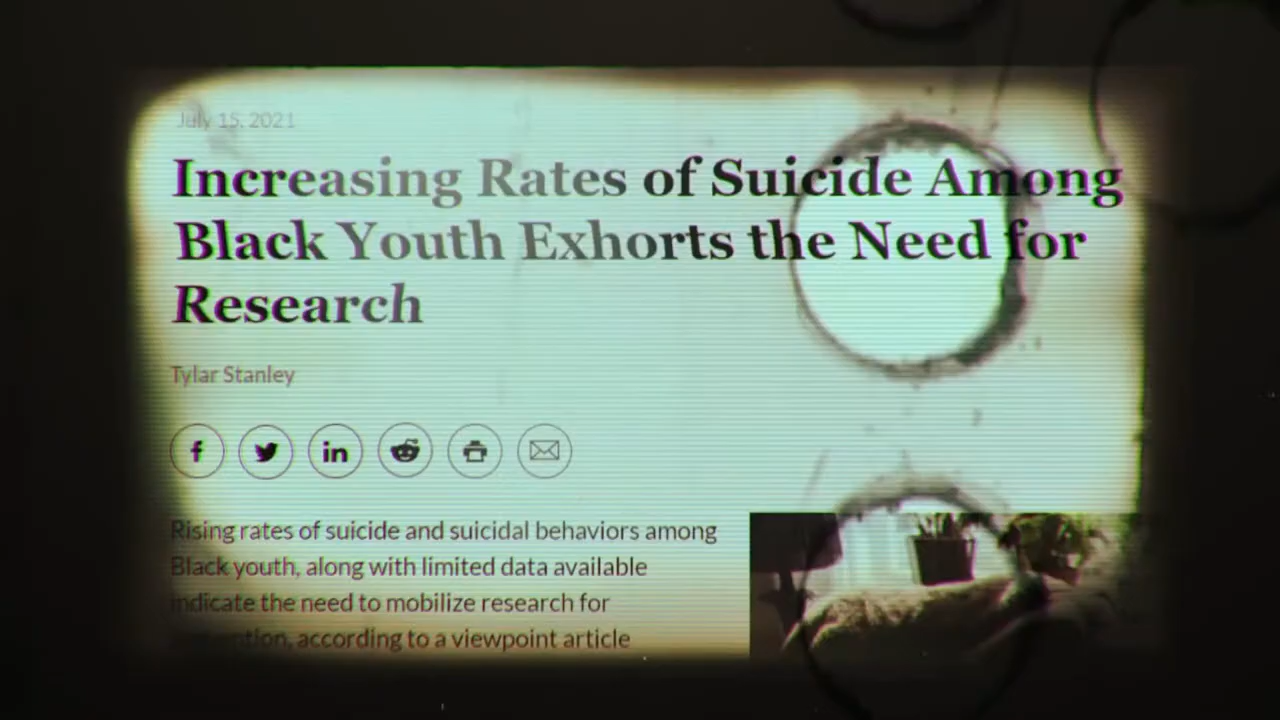 July 15, 2021
Increasing Rates of Suicide Among
Black Youth Exhorts the Need for
Research
Tylar Stanley
f in
Rising rates of suicide and suicidal behaviors among
Black youth, along with limited data available
indicate the need to mobilize research for
according to a viewpoint article